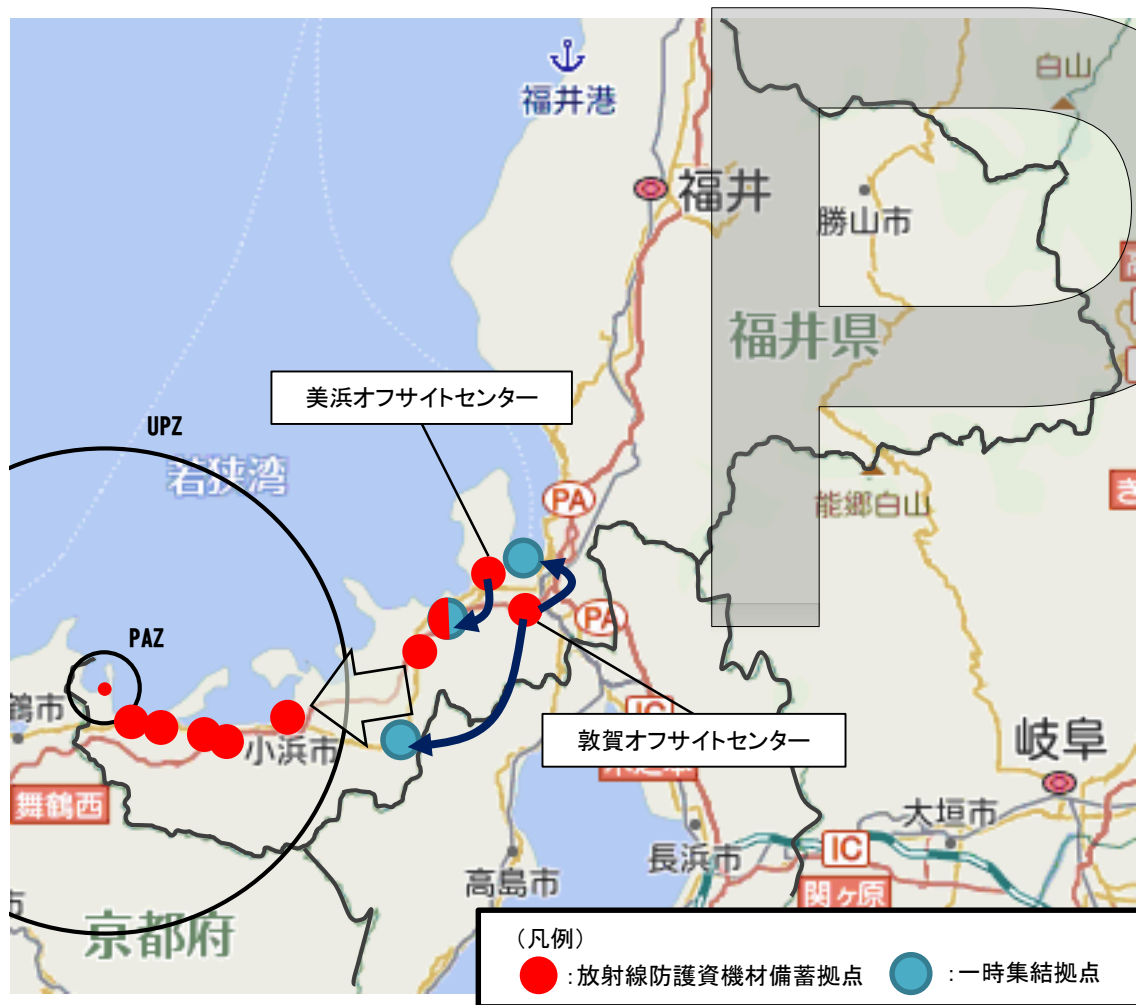 福井港
白山
福井
勝山市
福井県
美浜オフサイトセンター
UPZ
若狭湾
PA
能郷白山
き
PAZ
PA
鶴市
小浜市
IC
敦賀オフサイトセンター
岐阜
舞鶴西
大垣市
長浜市
IC
高島市
関ヶ原
京都府
(凡例)
:放射線防護資機材備蓄拠点 :一時集結拠点
P